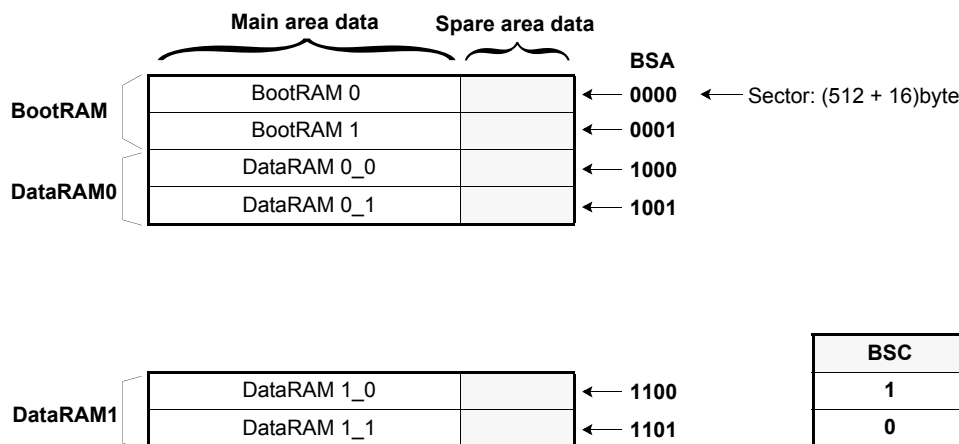 Main area data Spare area data
BSA
BootRAM
BootRAM 0 0000 Sector: (512 + 16)byte
BootRAM 1 0001
DataRAM0
DataRAM 0_0 1000
DataRAM 0_1 1001
BSC
DataRAM1
DataRAM 1_0 1100 1
DataRAM 1_1 1101 0